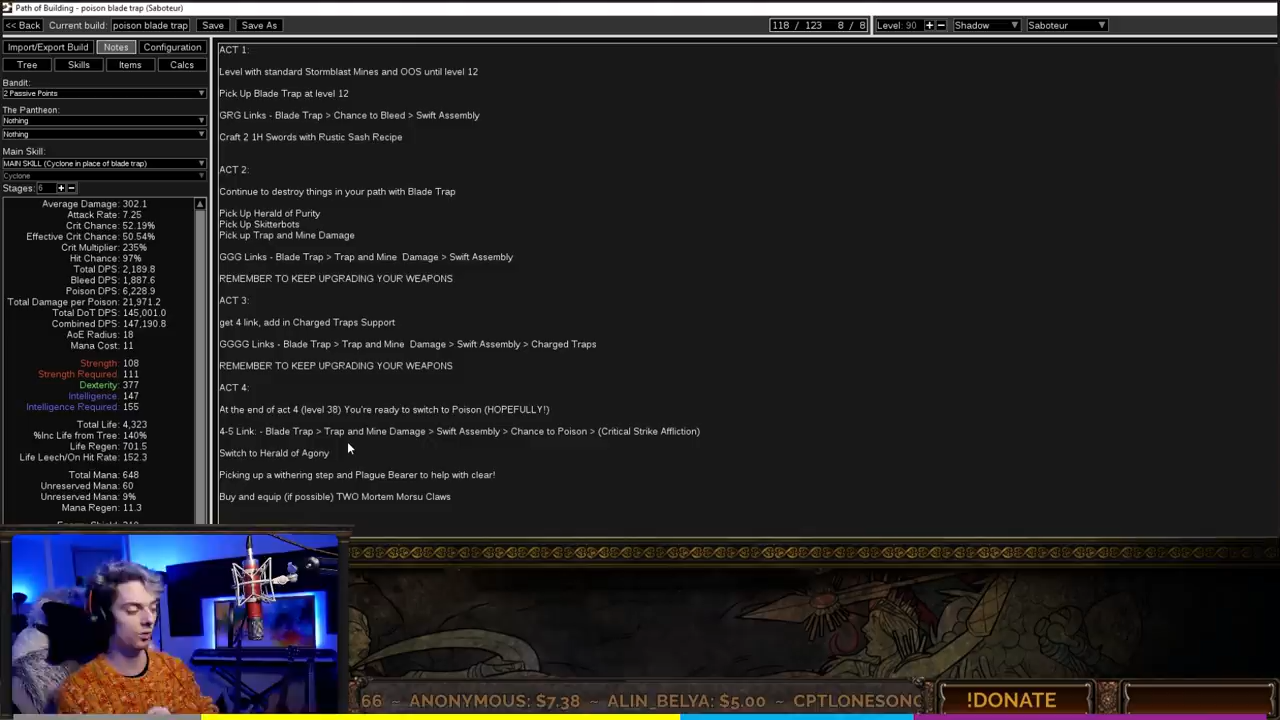 Path of Building - poison blade trap (Saboteur)
<< Back Current build: poison blade trap Save Save As 118 / 123 8 / 8 Level: 90 + - Shadow Saboteur
Import/Export Build Notes Configuration
Tree Skills Items Calcs
Bandit:
2 Passive Points
The Pantheon:
Nothing
Nothing
Main Skill:
MAIN SKILL (Cyclone in place of blade trap)
Cyclone
Stages: 6 + -
Average Damage: 302.1
Attack Rate: 7.25
Crit Chance: 52.19%
Effective Crit Chance: 50.54%
Crit Multiplier: 235%
Hit Chance: 97%
Total DPS: 2,189.8
Bleed DPS: 1,887.6
Poison DPS: 6,228.9
Total Damage per Poison: 21,971.2
Total DoT DPS: 145,001.0
Combined DPS: 147,190.8
AoE Radius: 18
Mana Cost: 11
Strength: 108
Strength Required: 111
Dexterity: 377
Intelligence: 147
Intelligence Required: 155
Total Life: 4,323
%Inc Life from Tree: 140%
Life Regen: 701.5
Life Leech/On Hit Rate: 152.3
Total Mana: 648
Unreserved Mana: 60
Unreserved Mana: 9%
Mana Regen: 11.3
ACT 1:
Level with standard Stormblast Mines and OOS until level 12
Pick Up Blade Trap at level 12
GRG Links - Blade Trap > Chance to Bleed > Swift Assembly
Craft 2 1H Swords with Rustic Sash Recipe
ACT 2:
Continue to destroy things in your path with Blade Trap
Pick Up Herald of Purity
Pick Up Skitterbots
Pick up Trap and Mine Damage
GGG Links - Blade Trap > Trap and Mine Damage > Swift Assembly
REMEMBER TO KEEP UPGRADING YOUR WEAPONS
ACT 3:
get 4 link, add in Charged Traps Support
GGGG Links - Blade Trap > Trap and Mine Damage > Swift Assembly > Charged Traps
REMEMBER TO KEEP UPGRADING YOUR WEAPONS
ACT 4:
At the end of act 4 (level 38) You're ready to switch to Poison (HOPEFULLY!)
4-5 Link: - Blade Trap > Trap and Mine Damage > Swift Assembly > Chance to Poison > (Critical Strike Affliction)
Switch to Herald of Agony
Picking up a withering step and Plague Bearer to help with clear!
Buy and equip (if possible) TWO Mortem Morsu Claws
66 ~ ANONYMOUS: $7.38 ~ ALIN_BELYA: $5.00 ~ CPTLONESONG
!DONATE